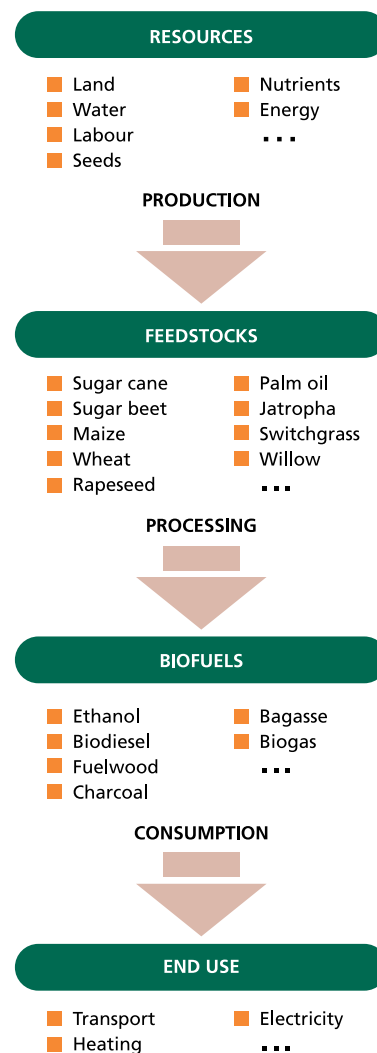 RESOURCES
Land
Water
Labour
Seeds
Nutrients
Energy
...
PRODUCTION
FEEDSTOCKS
Sugar cane
Sugar beet
Maize
Wheat
Rapeseed
Palm oil
Jatropha
Switchgrass
Willow
...
PROCESSING
BIOFUELS
Ethanol
Biodiesel
Fuelwood
Charcoal
Bagasse
Biogas
...
CONSUMPTION
END USE
Transport
Heating
Electricity
...